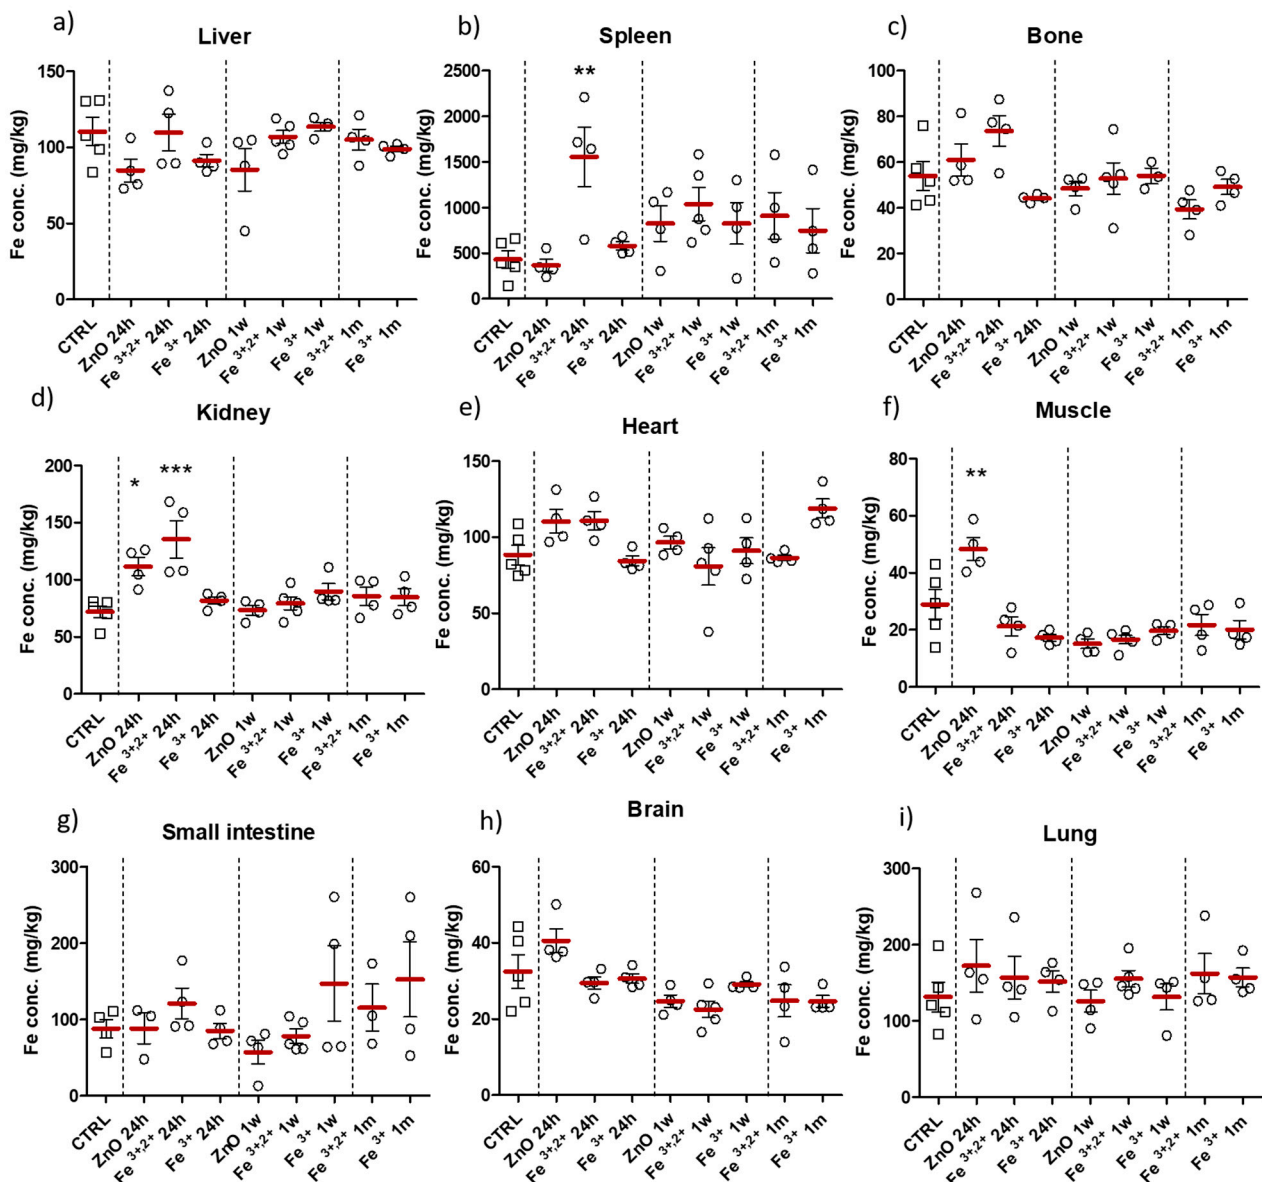 a)
Liver
Fe conc. (mg/kg)
150
100
50
0
CTRL
ZnO 24h
Fe 3+,2+ 24h
Fe 3+ 24h
ZnO 1w
Fe 3+,2+ 1w
Fe 3+ 1w
Fe 3+,2+ 1m
Fe 3+ 1m
b)
Spleen
Fe conc. (mg/kg)
2500
2000
1500
1000
500
0
**
CTRL
ZnO 24h
Fe 3+,2+ 24h
Fe 3+ 24h
ZnO 1w
Fe 3+,2+ 1w
Fe 3+ 1w
Fe 3+,2+ 1m
Fe 3+ 1m
c)
Bone
Fe conc. (mg/kg)
100
80
60
40
20
0
CTRL
ZnO 24h
Fe 3+,2+ 24h
Fe 3+ 24h
ZnO 1w
Fe 3+,2+ 1w
Fe 3+ 1w
Fe 3+,2+ 1m
Fe 3+ 1m
d)
Kidney
Fe conc. (mg/kg)
200
150
100
50
0
*
***
CTRL
ZnO 24h
Fe 3+,2+ 24h
Fe 3+ 24h
ZnO 1w
Fe 3+,2+ 1w
Fe 3+ 1w
Fe 3+,2+ 1m
Fe 3+ 1m
e)
Heart
Fe conc. (mg/kg)
150
100
50
0
CTRL
ZnO 24h
Fe 3+,2+ 24h
Fe 3+ 24h
ZnO 1w
Fe 3+,2+ 1w
Fe 3+ 1w
Fe 3+,2+ 1m
Fe 3+ 1m
f)
Muscle
Fe conc. (mg/kg)
80
60
40
20
0
**
CTRL
ZnO 24h
Fe 3+,2+ 24h
Fe 3+ 24h
ZnO 1w
Fe 3+,2+ 1w
Fe 3+ 1w
Fe 3+,2+ 1m
Fe 3+ 1m
g)
Small intestine
Fe conc. (mg/kg)
300
200
100
0
CTRL
ZnO 24h
Fe 3+,2+ 24h
Fe 3+ 24h
ZnO 1w
Fe 3+,2+ 1w
Fe 3+ 1w
Fe 3+,2+ 1m
Fe 3+ 1m
h)
Brain
Fe conc. (mg/kg)
60
40
20
0
CTRL
ZnO 24h
Fe 3+,2+ 24h
Fe 3+ 24h
ZnO 1w
Fe 3+,2+ 1w
Fe 3+ 1w
Fe 3+,2+ 1m
Fe 3+ 1m
i)
Lung
Fe conc. (mg/kg)
300
200
150
100
0
CTRL
ZnO 24h
Fe 3+,2+ 24h
Fe 3+ 24h
ZnO 1w
Fe 3+,2+ 1w
Fe 3+ 1w
Fe 3+,2+ 1m
Fe 3+ 1m